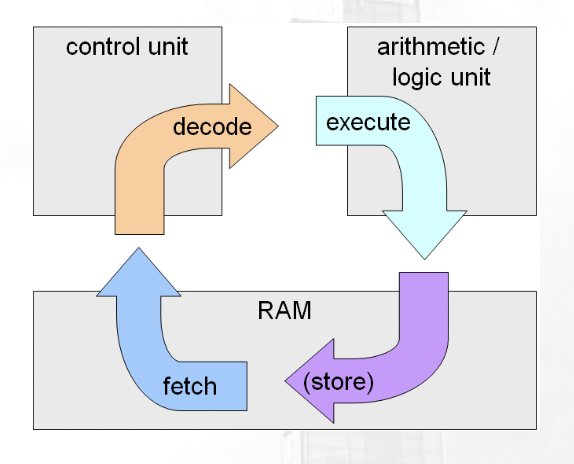 control unit
arithmetic /
logic unit
decode
execute
RAM
fetch
(store)